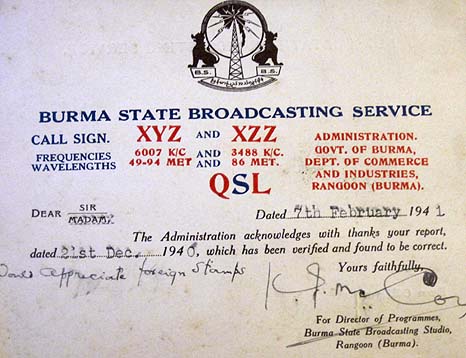 B.S. B.S.
BURMA STATE BROADCASTING SERVICE
CALL SIGN. XYZ AND XZZ ADMINISTRATION.
FREQUENCIES 6007 K/C AND 3488 K/C. GOVT. OF BURMA,
WAVELENGTHS 49-94 MET AND 86 MET. DEPT. OF COMMERCE
AND INDUSTRIES,
QSL RANGOON (BURMA).
DEAR SIR
MADAM, Dated 7th February 1941
The Administration acknowledges with thanks your report,
dated 21st Dec. 1940, which has been verified and found to be correct.
Would appreciate foreign stamps Yours faithfully,
For Director of Programmes,
Burma State Broadcasting Studio,
Rangoon (Burma).